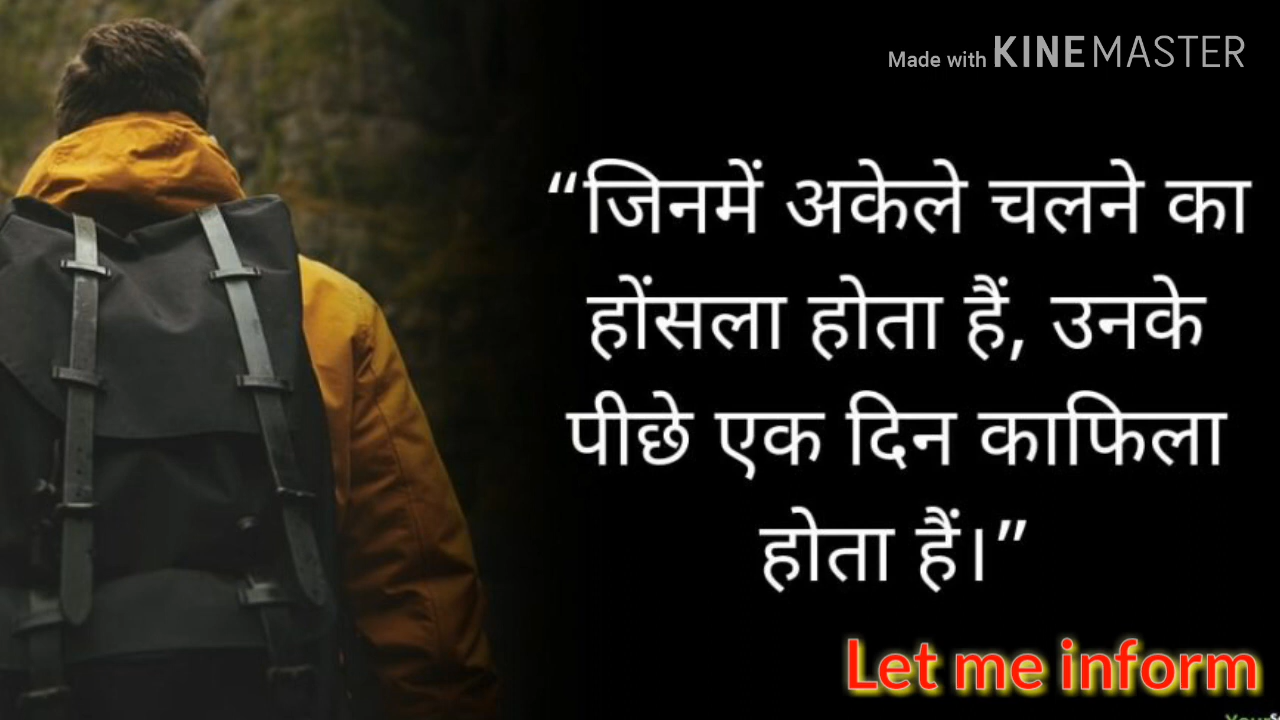 Made with KINEMASTER
“जिनमें अकेले चलने का
होंसला होता हैं, उनके
पीछे एक दिन काफिला
होता हैं।”
Let me inform